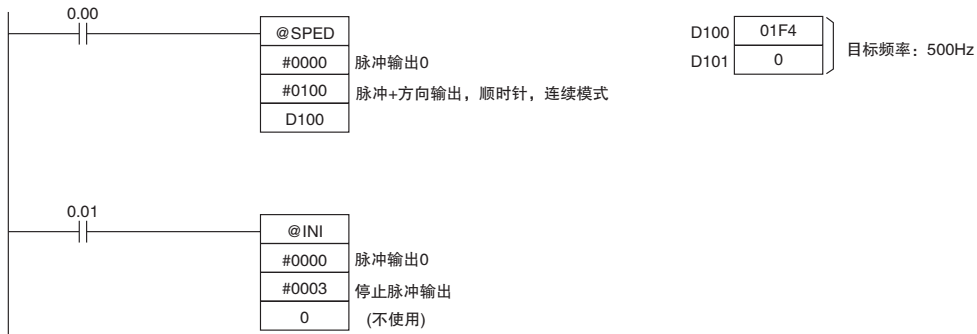 0.00
@SPED
#0000 脉冲输出0
#0100 脉冲+方向输出，顺时针，连续模式
D100
D100 01F4
D101 0
目标频率：500Hz
0.01
@INI
#0000 脉冲输出0
#0003 停止脉冲输出
0 (不使用)